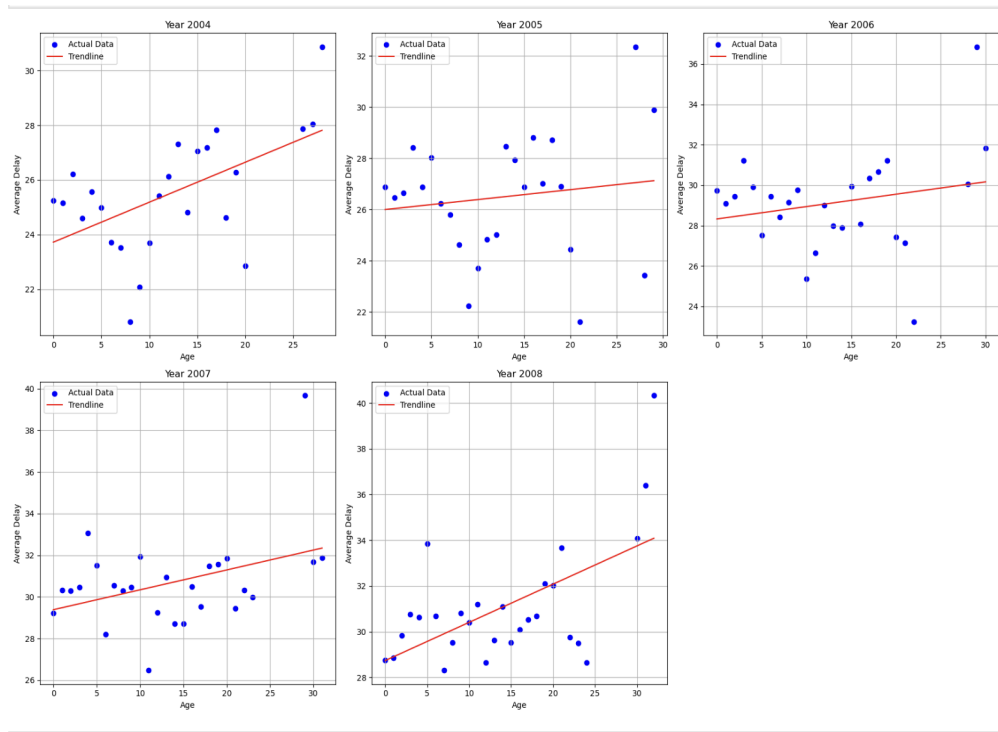 Year 2004
Actual Data
Trendline
Average Delay
30
28
26
24
22
0 5 10 15 20 25
Age
Year 2005
Actual Data
Trendline
Average Delay
32
30
28
26
24
22
0 5 10 15 20 25 30
Age
Year 2006
Actual Data
Trendline
Average Delay
36
34
32
30
28
26
24
0 5 10 15 20 25 30
Age
Year 2007
Actual Data
Trendline
Average Delay
40
38
36
34
32
30
28
26
0 5 10 15 20 25 30
Age
Year 2008
Actual Data
Trendline
Average Delay
40
38
36
34
32
30
28
0 5 10 15 20 25 30
Age